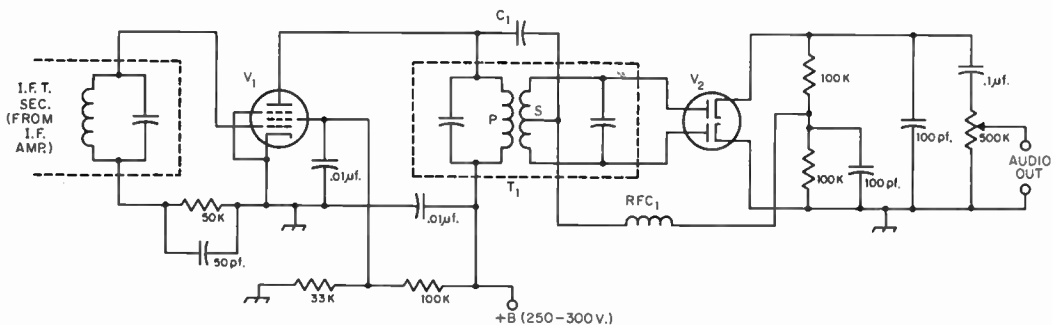 I.F.T.
SEC.
(FROM
I.F.
AMP.)
V1
50K
50pf.
.01µf.
.01µf.
33K
100K
+B (250-300V.)
C1
P
S
T1
RFC1
V2
100K
100K
100pf.
100pf.
.1µf.
500K
AUDIO
OUT